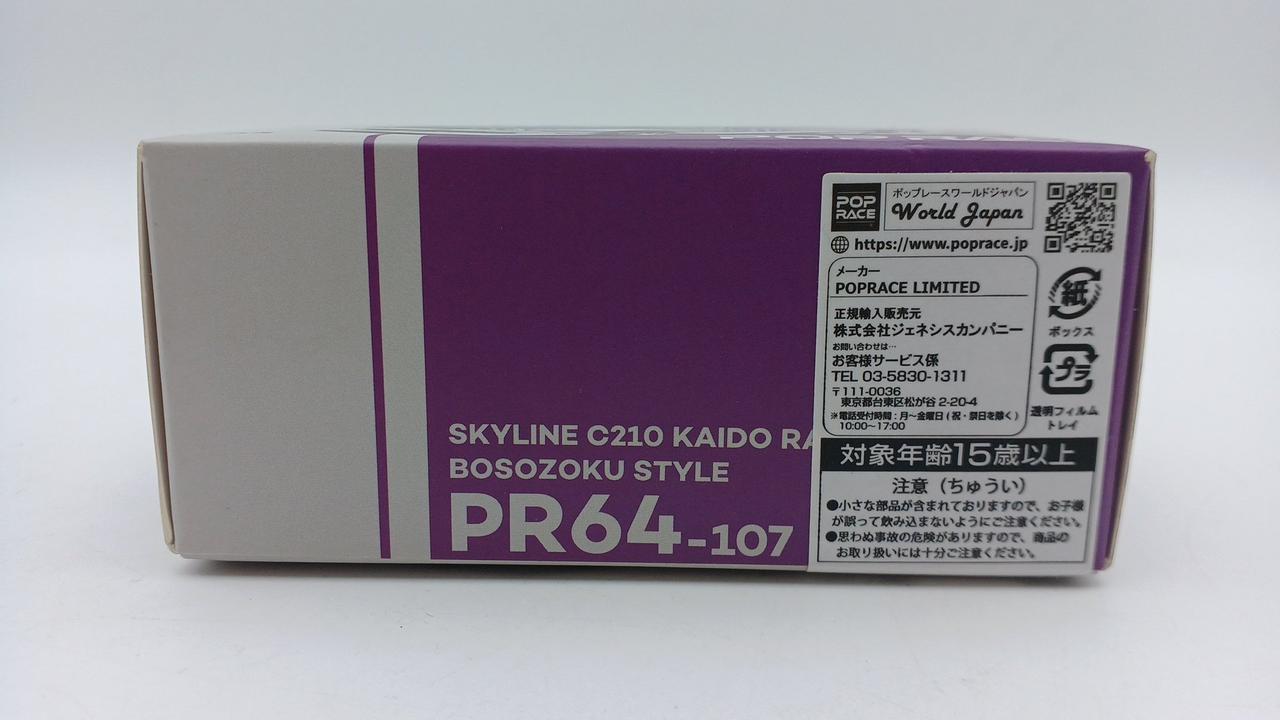 SKYLINE C210 KAIDO
BOSOZOKU STYLE
PR64-107
POP RACE
ポップレースワールドジャパン
World Japan
https://www.poprace.jp
メーカー
POPRACE LIMITED
正規輸入販売元
株式会社ジェネシスカンパニー
お問い合わせは…
お客様サービス係
TEL 03-5830-1311
〒111-0036
東京都台東区松が谷 2-20-4
※電話受付時間：月〜金曜日(祝・祭日を除く)
10:00〜17:00
紙
ボックス
プラ
透明フィルム
トレイ
対象年齢15歳以上
注意（ちゅうい）
●小さな部品が含まれておりますので、お子様
が誤って飲み込まないようにご注意ください。
●思わぬ事故の危険がありますので、商品の
お取り扱いには十分ご注意ください。